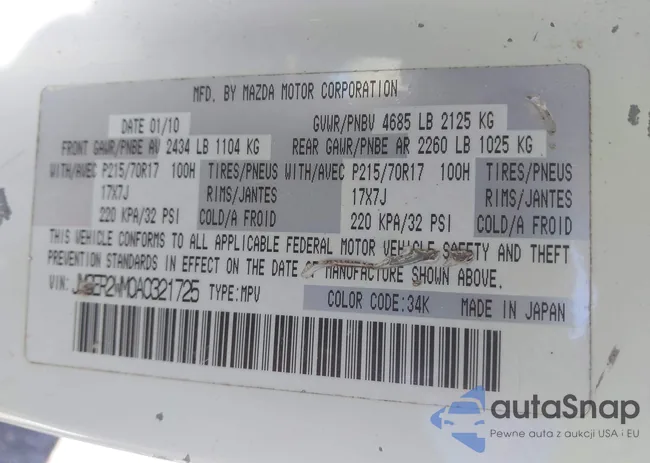 MFD. BY MAZDA MOTOR CORPORATION
DATE 01/10 GVWR/PNBV 4685 LB 2125 KG
FRONT GAWR/PNBE AV 2434 LB 1104 KG REAR GAWR/PNBE AR 2260 LB 1025 KG
WITH/AVEC P215/70R17 100H TIRES/PNEUS WITH/AVEC P215/70R17 100H TIRES/PNEUS
17X7J RIMS/JANTES 17X7J RIMS/JANTES
220 KPA/32 PSI COLD/A FROID 220 KPA/32 PSI COLD/A FROID
THIS VEHICLE CONFORMS TO ALL APPLICABLE FEDERAL MOTOR VEHICLE SAFETY AND THEFT
PREVENTION STANDARDS IN EFFECT ON THE DATE OF MANUFACTURE SHOWN ABOVE.
VIN: TYPE:MPV COLOR CODE:34K MADE IN JAPAN
autaSnap
Pewne auta z aukcji USA i EU